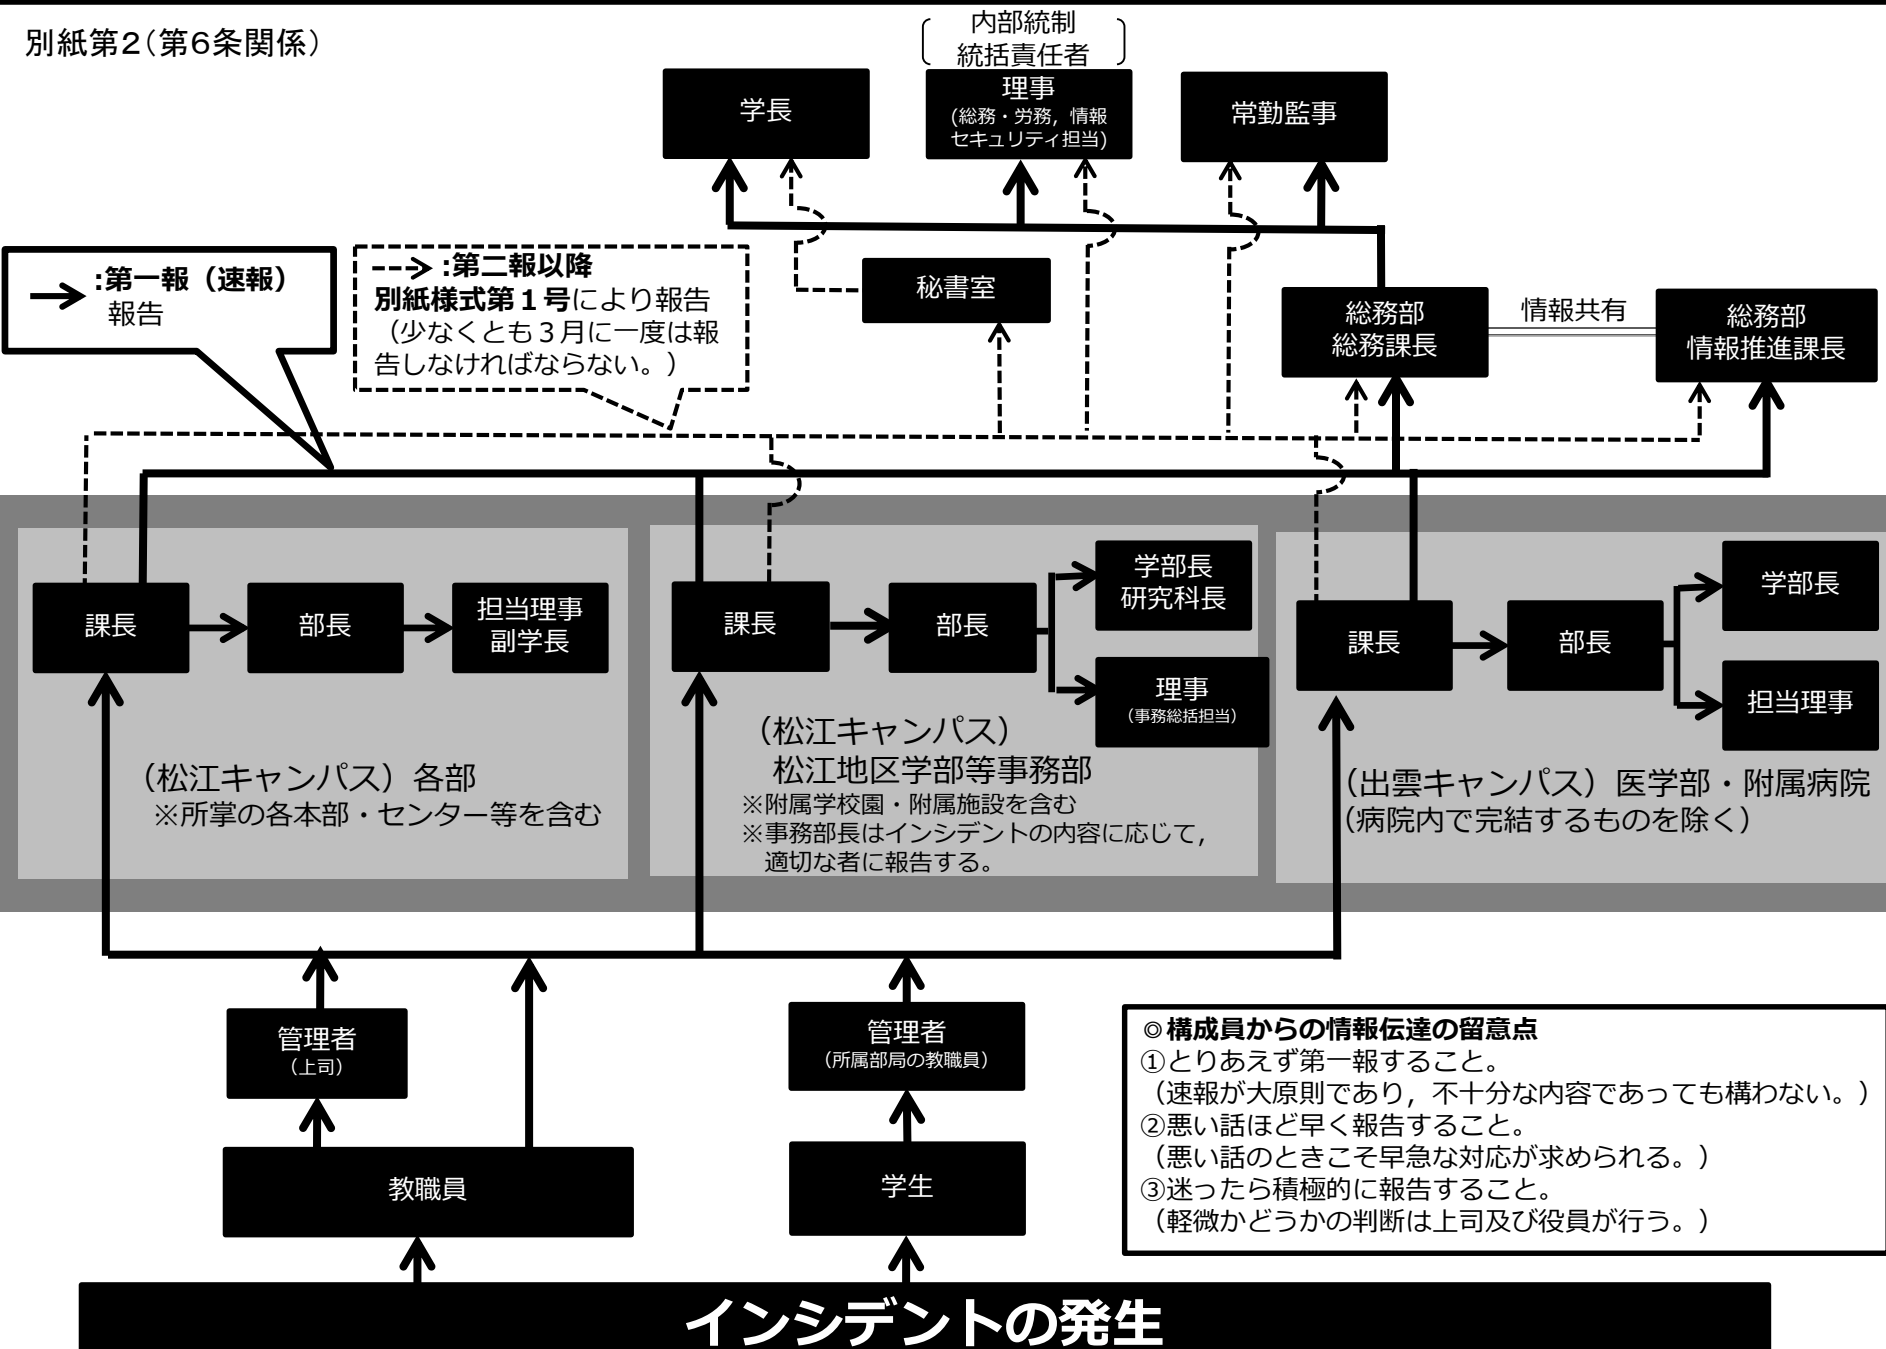 別紙第２（第６条関係）
内部統制
統括責任者
学長
理事
(総務・労務，情報
セキュリティ担当)
常勤監事
:第一報（速報）
報告
:第二報以降
別紙様式第１号により報告
（少なくとも３月に一度は報
告しなければならない。）
秘書室
総務部
総務課長
情報共有
総務部
情報推進課長
課長
部長
担当理事
副学長
（松江キャンパス）各部
※所掌の各本部・センター等を含む
課長
部長
学部長
研究科長
理事
（事務総括担当）
（松江キャンパス）
松江地区学部等事務部
※附属学校園・附属施設を含む
※事務部長はインシデントの内容に応じて，
適切な者に報告する。
課長
部長
学部長
担当理事
（出雲キャンパス）医学部・附属病院
（病院内で完結するものを除く）
管理者
（上司）
管理者
（所属部局の教職員）
教職員
学生
◎構成員からの情報伝達の留意点
①とりあえず第一報すること。
（速報が大原則であり，不十分な内容であっても構わない。）
②悪い話ほど早く報告すること。
（悪い話のときこそ早急な対応が求められる。）
③迷ったら積極的に報告すること。
（軽微かどうかの判断は上司及び役員が行う。）
インシデントの発生